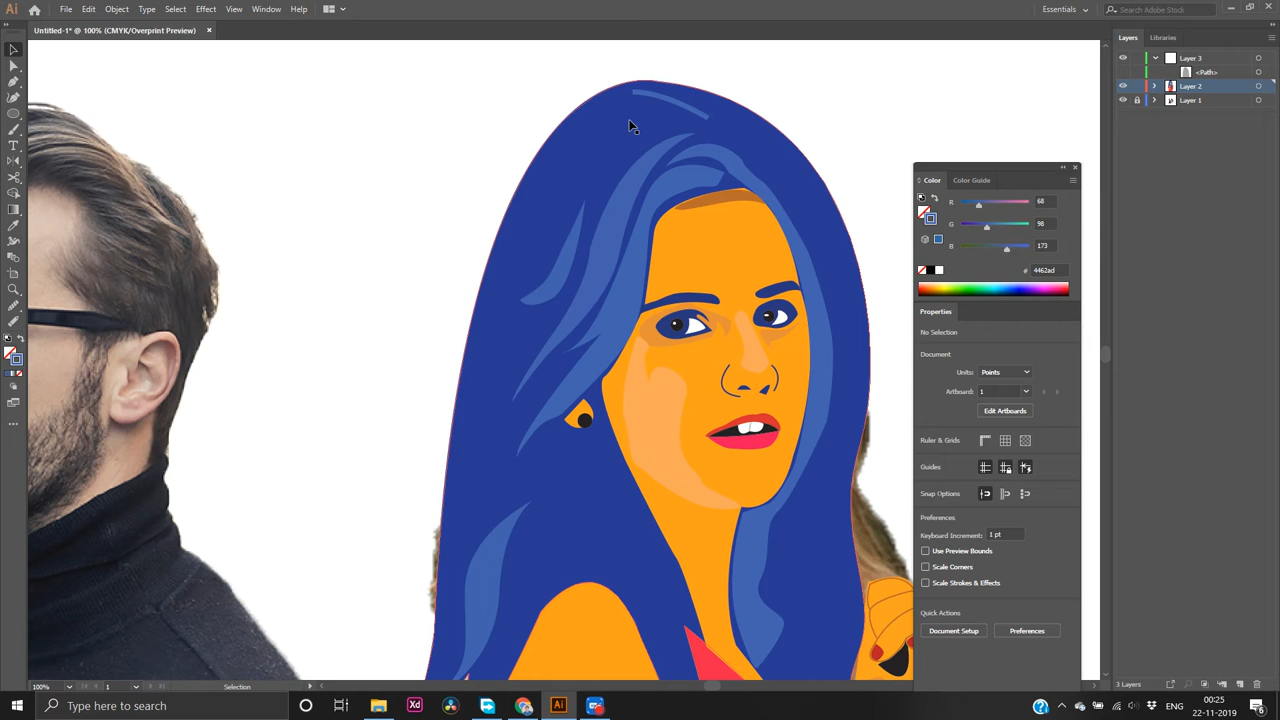 Ai File Edit Object Type Select Effect View Window Help Essentials Search Adobe Stock
Untitled-1* @ 100% (CMYK/Overprint Preview) ×
Layers Libraries
Layer 3
<Path>
Layer 2
Layer 1
Color Color Guide
R 68
G 98
B 173
# 4462ad
Properties
No Selection
Document
Units: Points
Artboard: 1
Edit Artboards
Ruler & Grids
Guides
Snap Options
Preferences
Keyboard Increment: 1 pt
Use Preview Bounds
Scale Corners
Scale Strokes & Effects
Quick Actions
Document Setup Preferences
100% 1 Selection 3 Layers
Type here to search Xd Ai ENG 00:25
22-11-2019